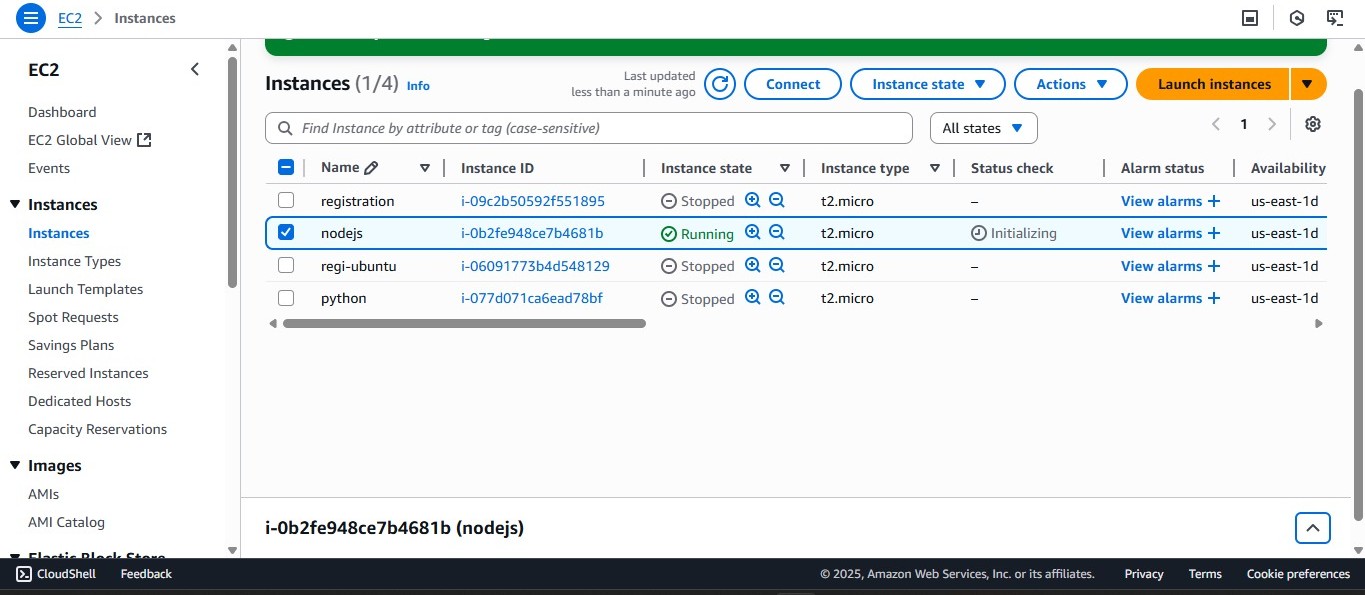 EC2 > Instances
EC2
Dashboard
EC2 Global View
Events
Instances
Instances
Instance Types
Launch Templates
Spot Requests
Savings Plans
Reserved Instances
Dedicated Hosts
Capacity Reservations
Images
AMIs
AMI Catalog
Elastic Block Store
Instances (1/4) Info
Last updated
less than a minute ago
Connect
Instance state
Actions
Launch instances
Find Instance by attribute or tag (case-sensitive)
All states
1
Name Instance ID Instance state Instance type Status check Alarm status Availability
registration i-09c2b50592f551895 Stopped t2.micro – View alarms + us-east-1d
nodejs i-0b2fe948ce7b4681b Running t2.micro Initializing View alarms + us-east-1d
regi-ubuntu i-06091773b4d548129 Stopped t2.micro – View alarms + us-east-1d
python i-077d071ca6ead78bf Stopped t2.micro – View alarms + us-east-1d
i-0b2fe948ce7b4681b (nodejs)
CloudShell Feedback © 2025, Amazon Web Services, Inc. or its affiliates. Privacy Terms Cookie preferences